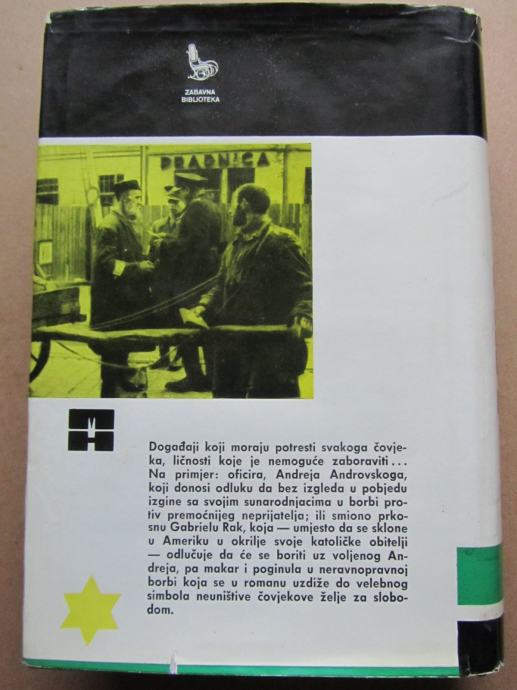 ZABAVNA
BIBLIOTEKA
PRADNICA
Događaji koji moraju potresti svakoga čovje-
ka, ličnosti koje je nemoguće zaboraviti...
Na primjer: oficira, Andreja Androvskoga,
koji donosi odluku da bez izgleda u pobjedu
izgine sa svojim sunarodnjacima u borbi pro-
tiv premoćnijeg neprijatelja; ili smiono prko-
snu Gabrielu Rak, koja — umjesto da se sklone
u Ameriku u okrilje svoje katoličke obitelji
— odlučuje da će se boriti uz voljenog An-
dreja, pa makar i poginula u neravnopravnoj
borbi koja se u romanu uzdiže do velebnog
simbola neuništive čovjekove želje za slobo-
dom.